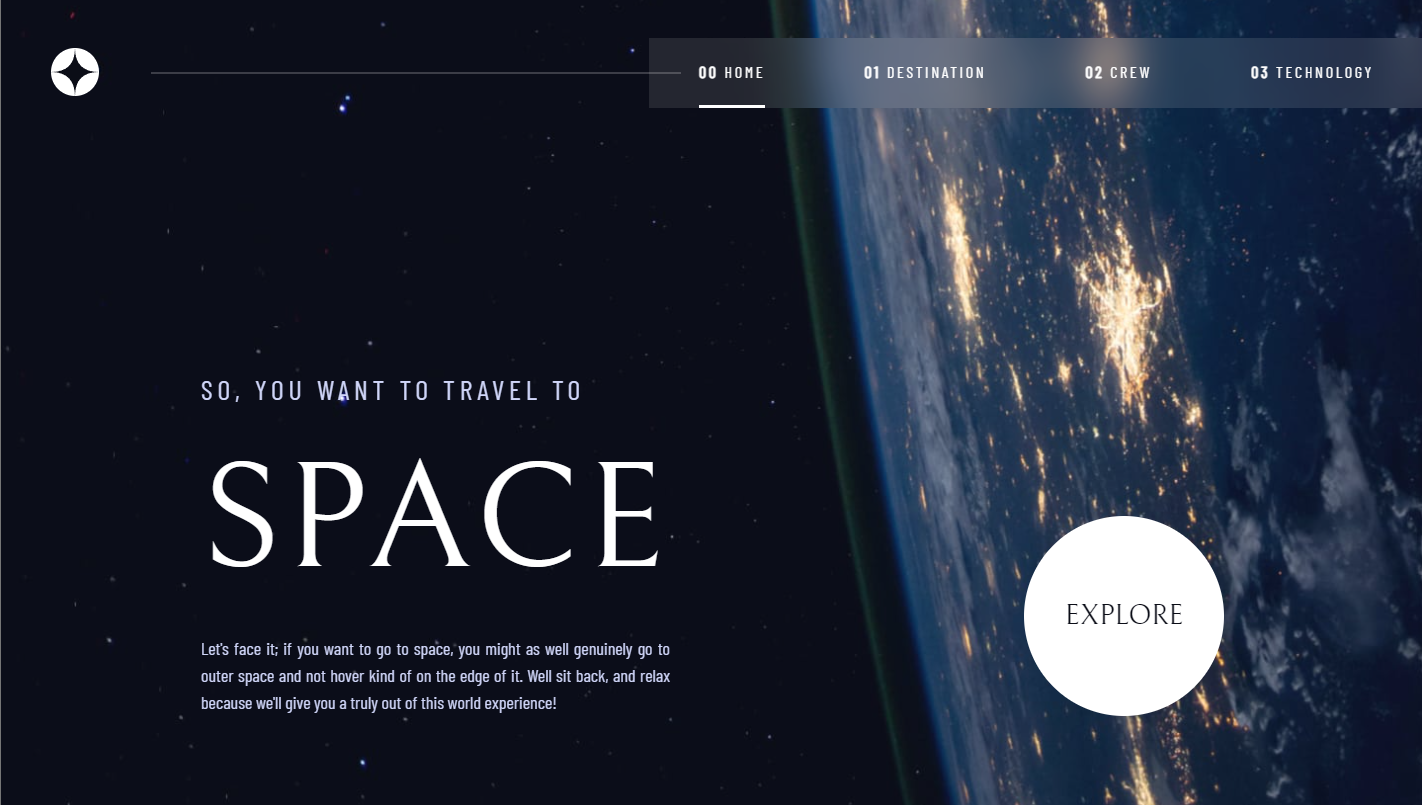 00 HOME 01 DESTINATION 02 CREW 03 TECHNOLOGY
SO, YOU WANT TO TRAVEL TO
SPACE
Let's face it; if you want to go to space, you might as well genuinely go to
outer space and not hover kind of on the edge of it. Well sit back, and relax
because we'll give you a truly out of this world experience!
EXPLORE